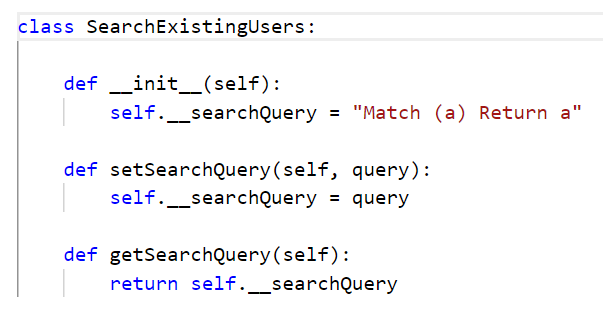 class SearchExistingUsers:
def __init__(self):
self.__searchQuery = "Match (a) Return a"
def setSearchQuery(self, query):
self.__searchQuery = query
def getSearchQuery(self):
return self.__searchQuery